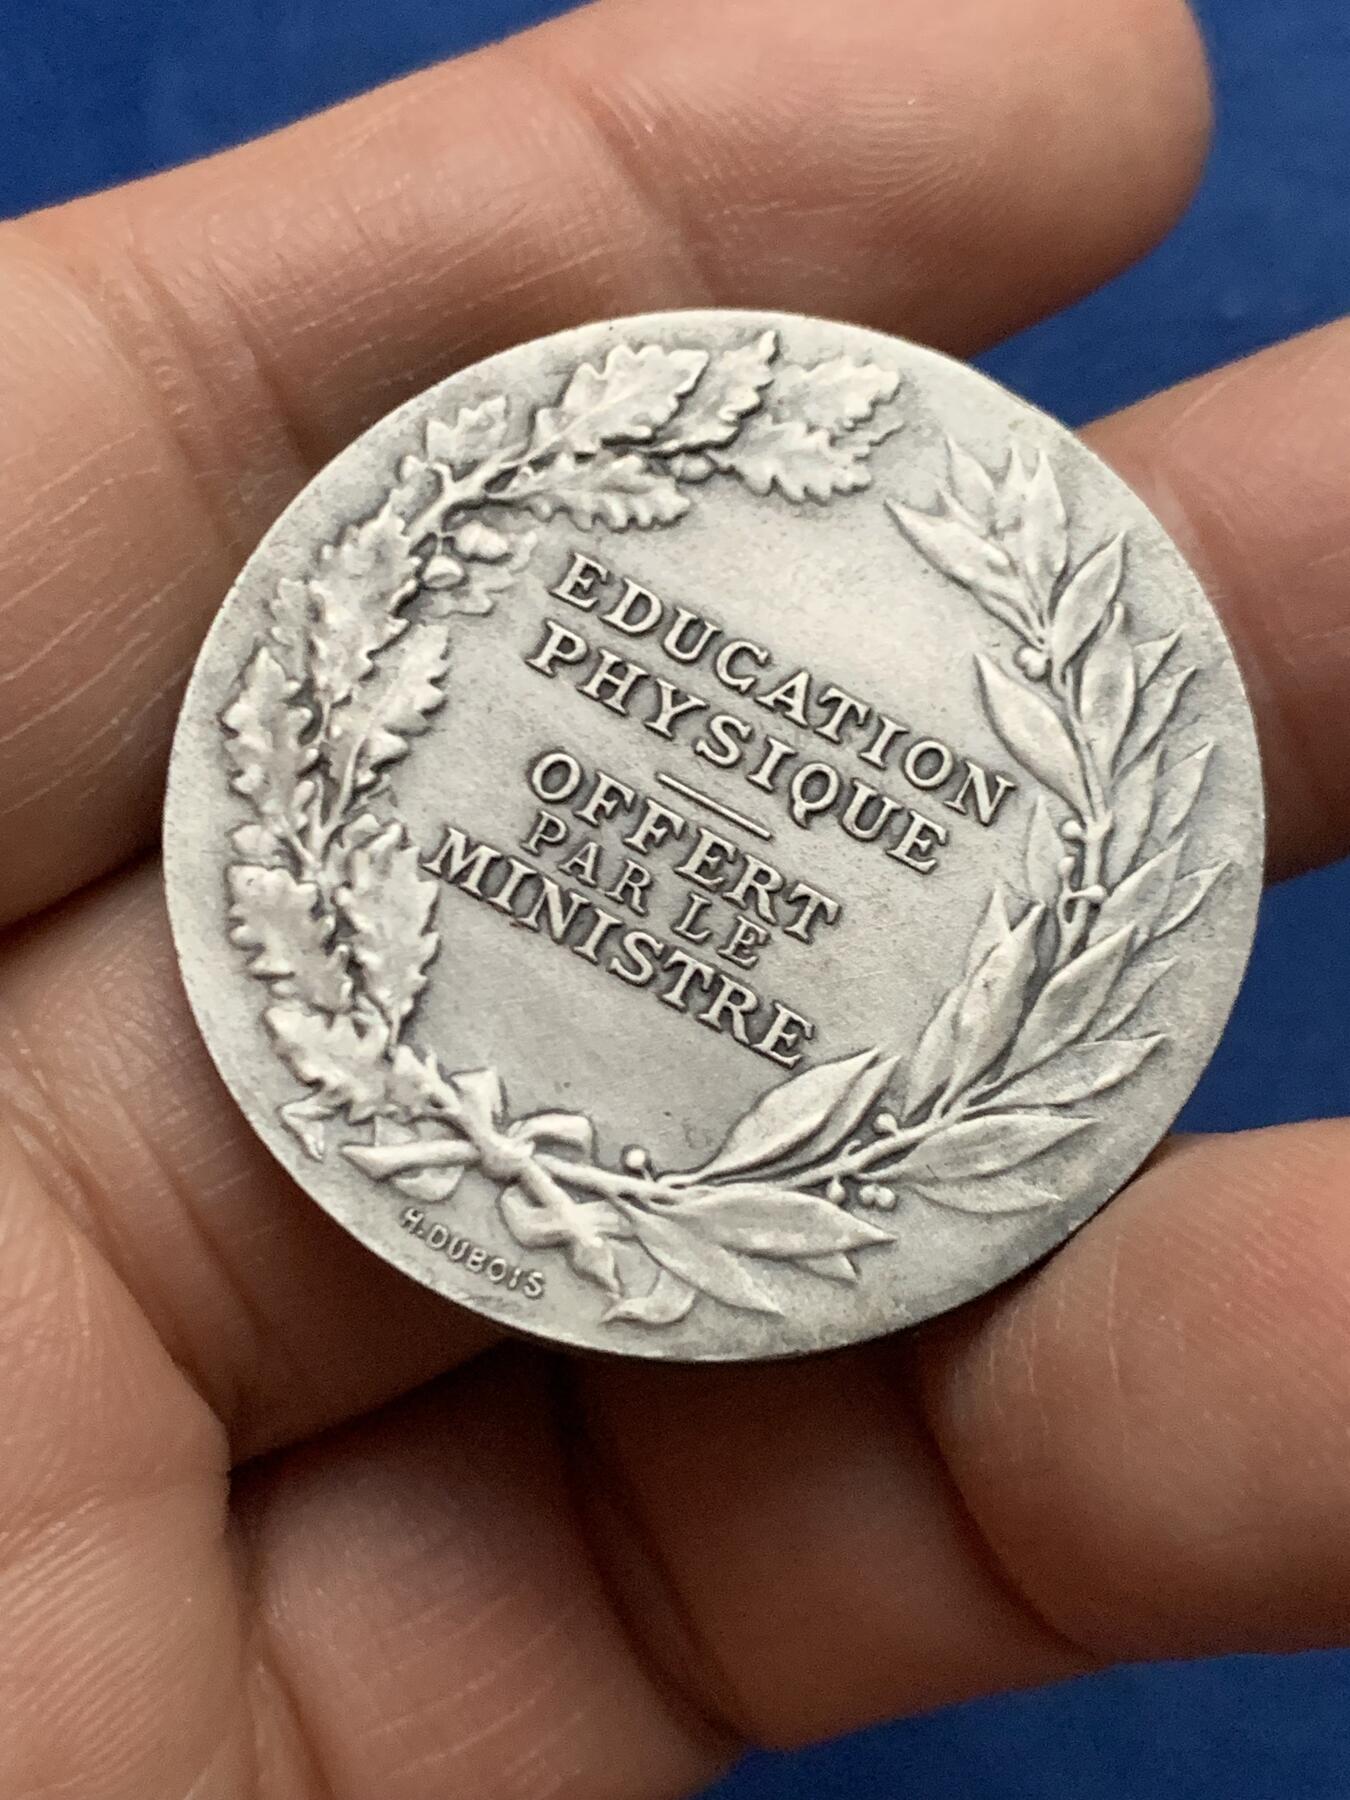 EDUCATION
PHYSIQUE
OFFERT
PAR LE
MINISTRE
H.DUBOIS